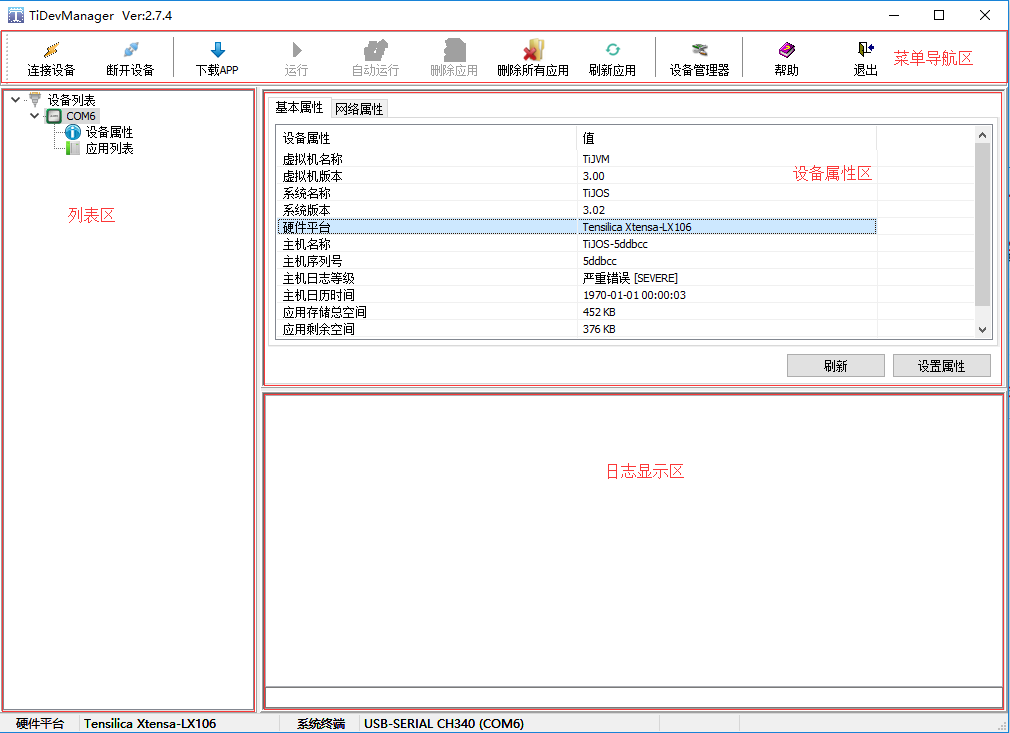 TiDevManager Ver:2.7.4
连接设备 断开设备 下载APP 运行 自动运行 删除应用 删除所有应用 刷新应用 设备管理器 帮助 退出 菜单导航区
设备列表
COM6
设备属性
应用列表
列表区
基本属性 网络属性
设备属性 值
虚拟机名称 TiJVM
虚拟机版本 3.00
设备属性区
系统名称 TiJOS
系统版本 3.02
硬件平台 Tensilica Xtensa-LX106
主机名称 TiJOS-5ddbcc
主机序列号 5ddbcc
主机日志等级 严重错误 [SEVERE]
主机日历时间 1970-01-01 00:00:03
应用存储总空间 452 KB
应用剩余空间 376 KB
刷新 设置属性
日志显示区
硬件平台 Tensilica Xtensa-LX106 系统终端 USB-SERIAL CH340 (COM6)